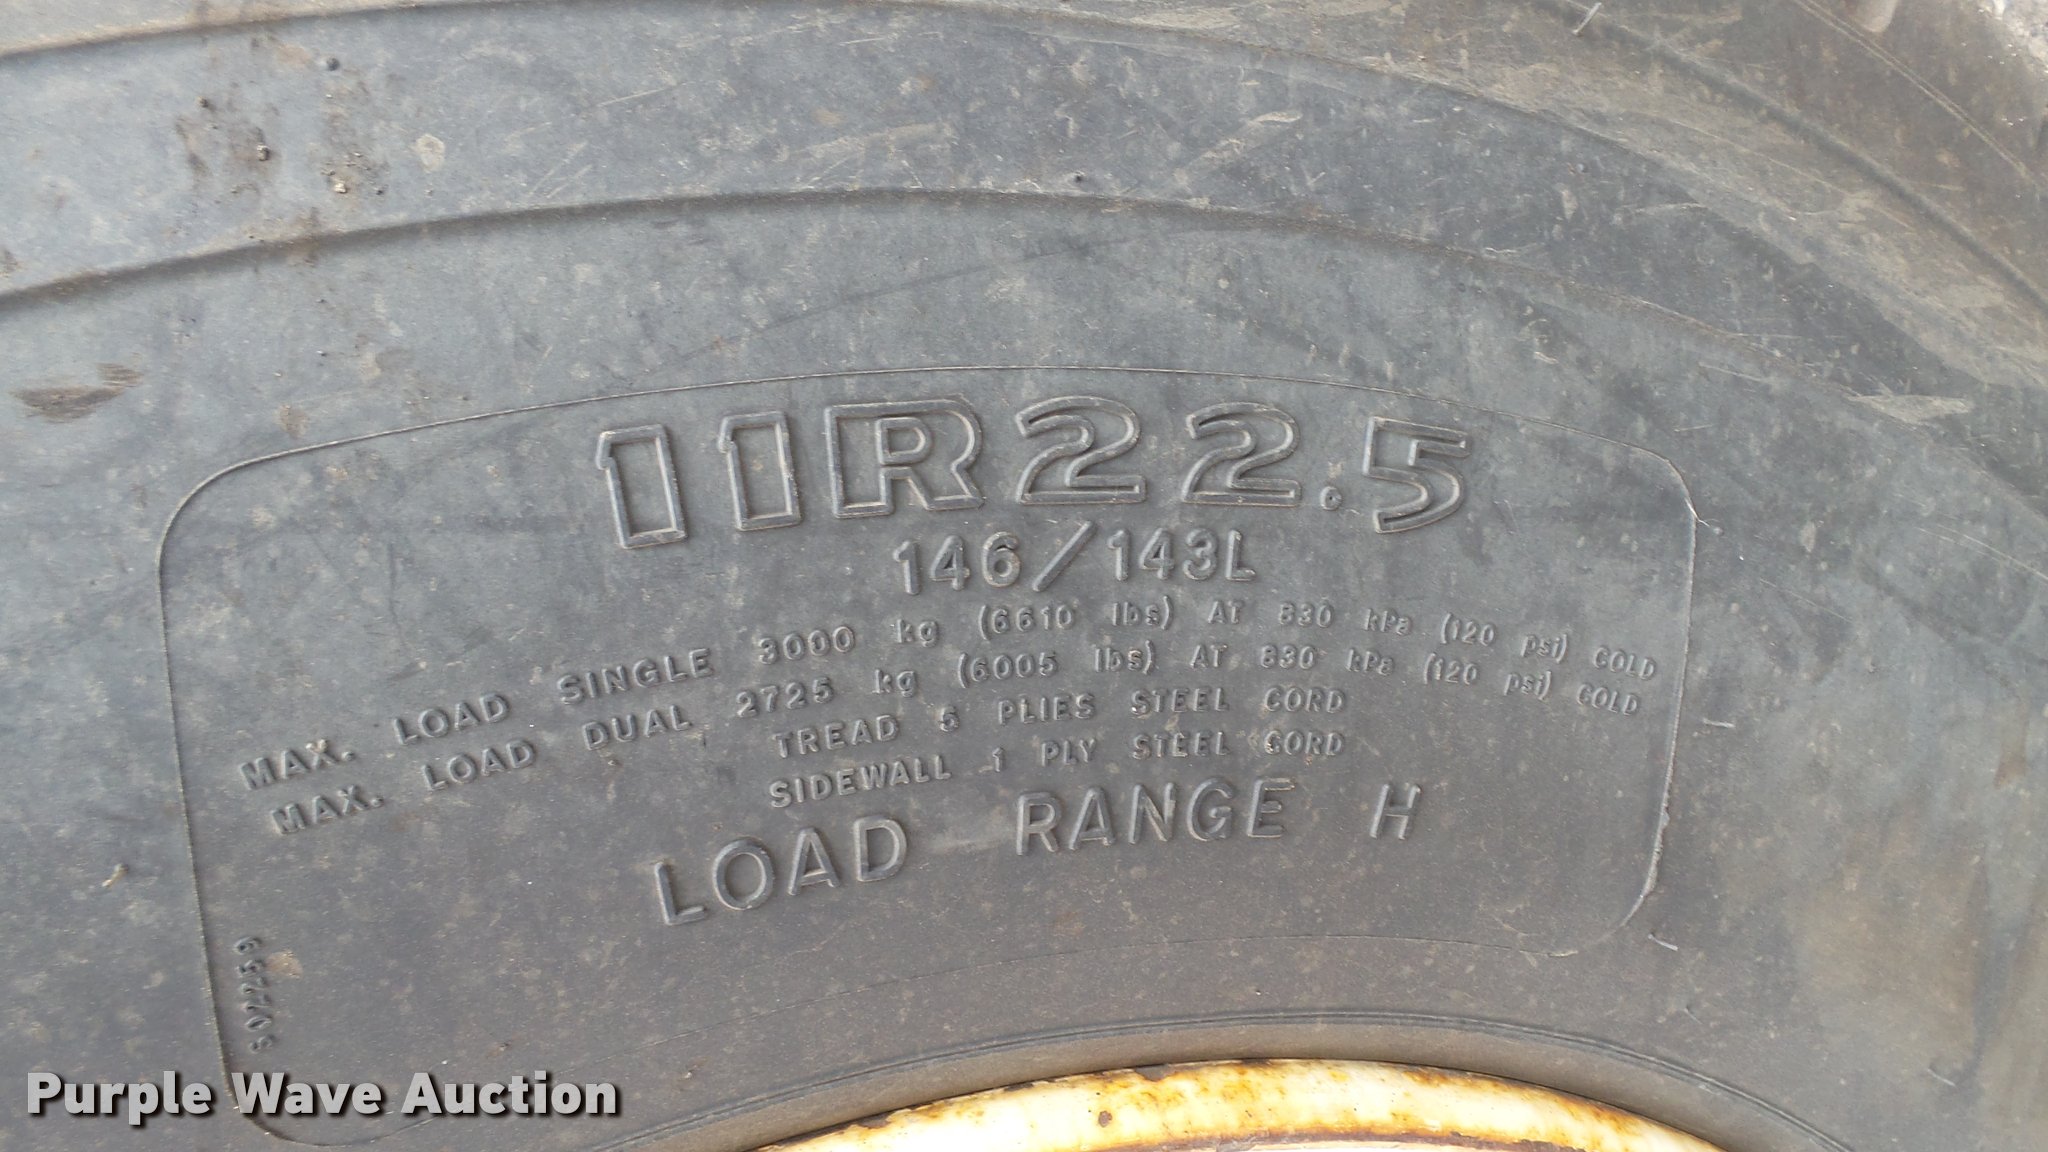 11R22.5
146/143L
MAX. LOAD SINGLE 3000 kg (6610 lbs) AT 830 kPa (120 psi) COLD
MAX. LOAD DUAL 2725 kg (6005 lbs) AT 830 kPa (120 psi) COLD
TREAD 5 PLIES STEEL CORD
SIDEWALL 1 PLY STEEL CORD
LOAD RANGE H
Purple Wave Auction